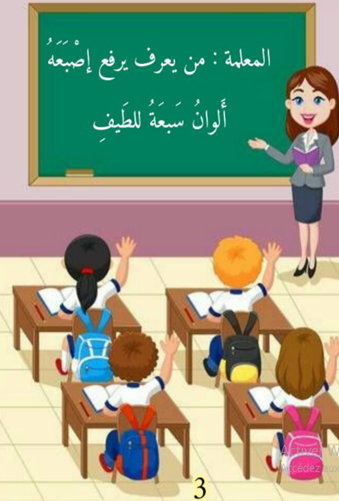 المعلمة : من يعرف يرفع إصْبَعَهُ
أَلوانُ سَبعَةُ للطَيفِ
3